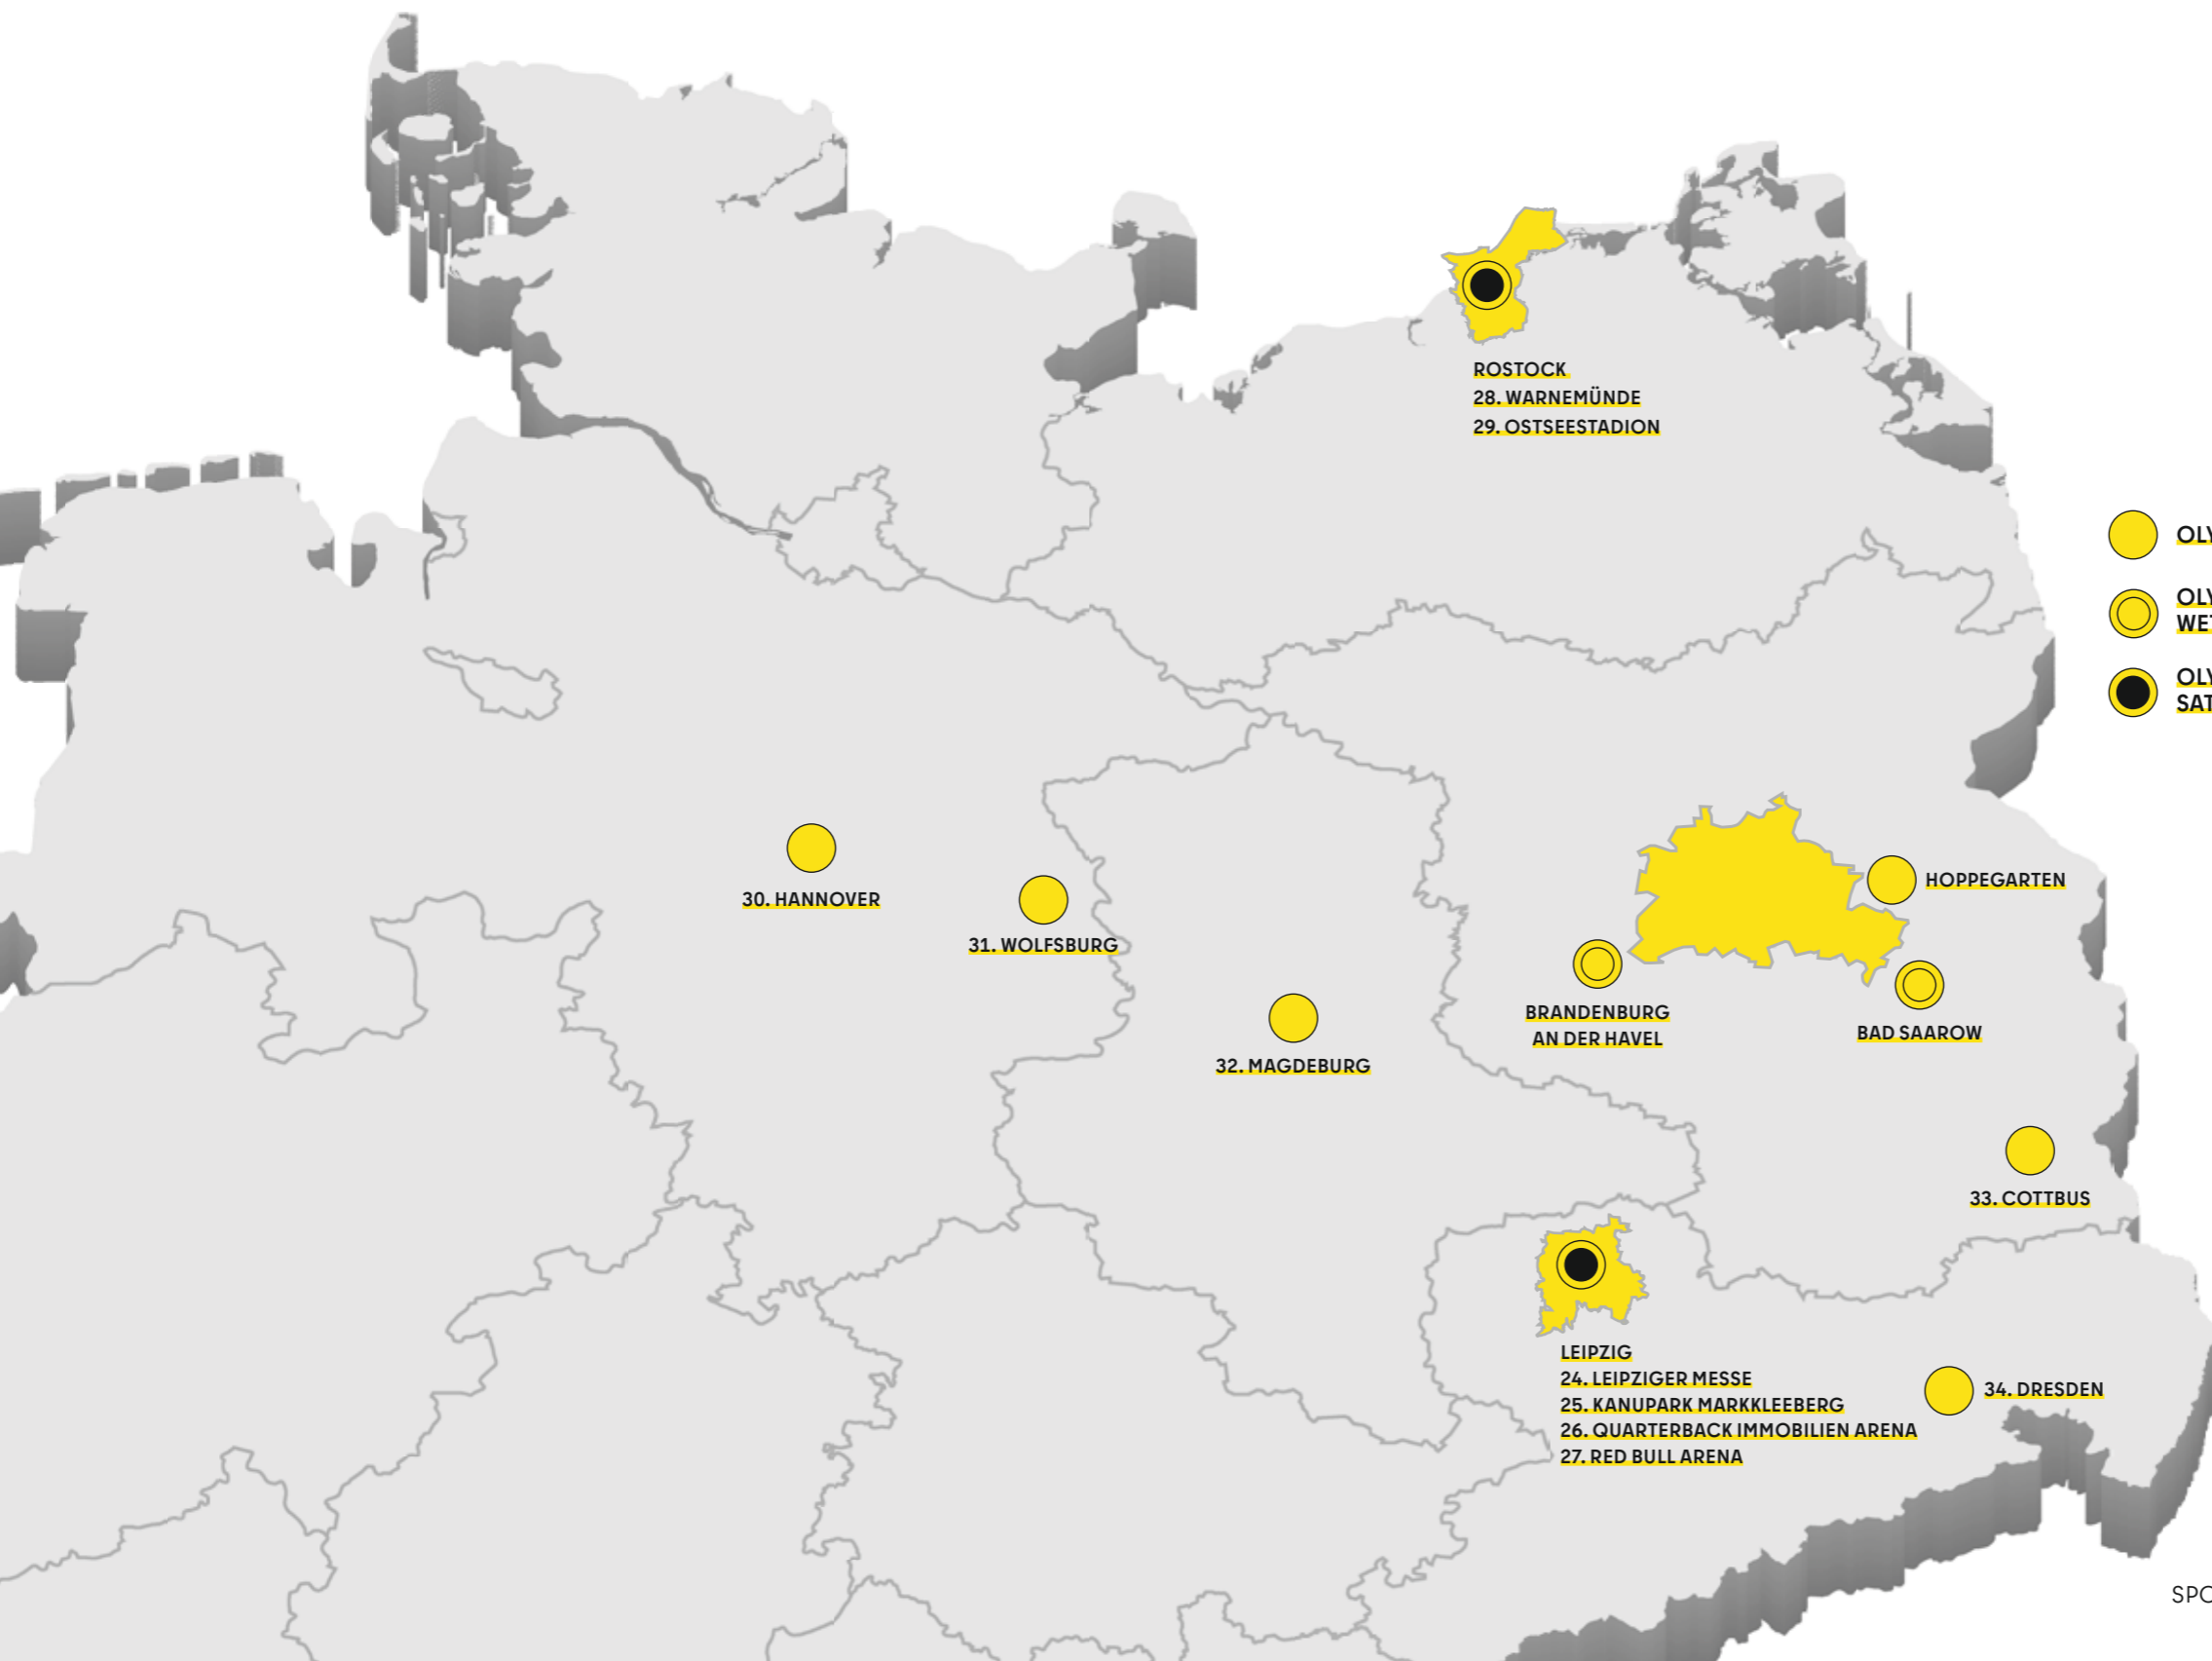 ROSTOCK
28. WARNEMÜNDE
29. OSTSEESTADION
30. HANNOVER
31. WOLFSBURG
HOPPEGARTEN
BRANDENBURG
AN DER HAVEL
BAD SAAROW
32. MAGDEBURG
33. COTTBUS
LEIPZIG
24. LEIPZIGER MESSE
25. KANUPARK MARKKLEEBERG
26. QUARTERBACK IMMOBILIEN ARENA
27. RED BULL ARENA
34. DRESDEN